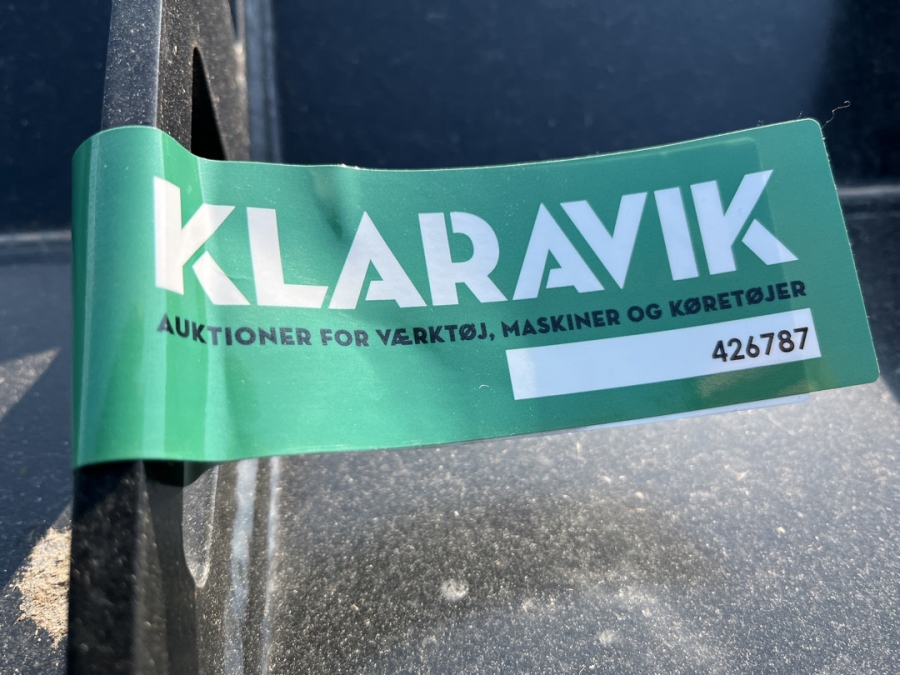 KLARAVIK
AUKTIONER FOR VÆRKTØJ, MASKINER OG KØRETØJER
426787